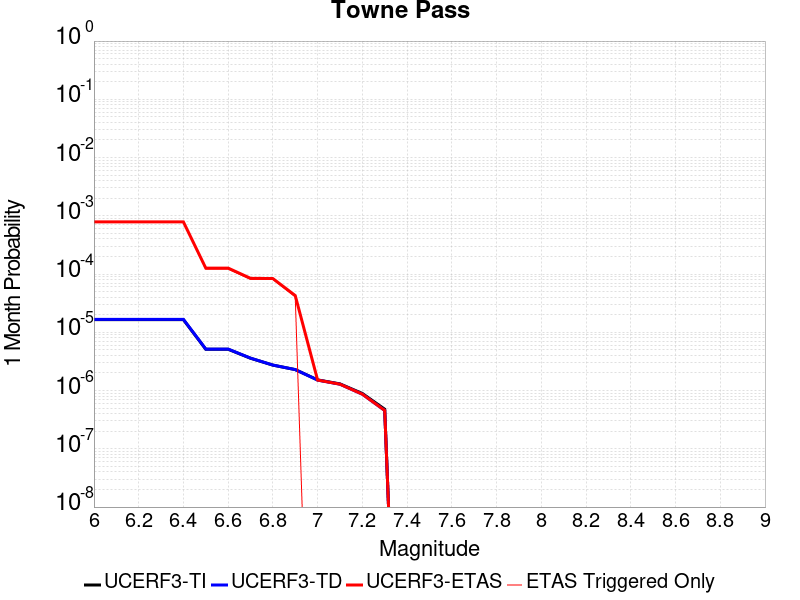 Towne Pass
10^0
10^-1
10^-2
10^-3
10^-4
10^-5
10^-6
10^-7
10^-8
1 Month Probability
6 6.2 6.4 6.6 6.8 7 7.2 7.4 7.6 7.8 8 8.2 8.4 8.6 8.8 9
Magnitude
UCERF3-TI UCERF3-TD UCERF3-ETAS ETAS Triggered Only